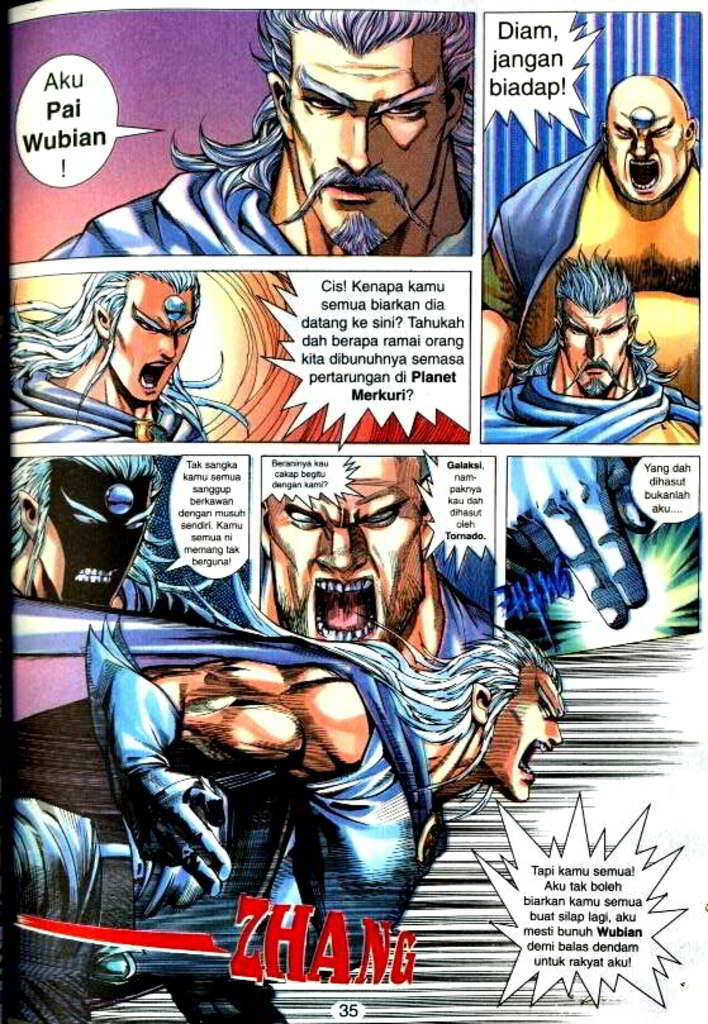 Aku
Pai
Wubian
!
Diam,
jangan
biadap!
Cis! Kenapa kamu
semua biarkan dia
datang ke sini? Tahukah
dah berapa ramai orang
kita dibunuhnya semasa
pertarungan di Planet
Merkuri?
Tak sangka
kamu semua
sanggup
berkawan
dengan musuh
sendiri. Kamu
semua ni
memang tak
berguna!
Beraninya kau
cakap begitu
dengan kami?
Galaksi,
nam-
paknya
kau dah
dihasut
oleh
Tornado.
Yang dah
dihasut
bukanlah
aku....
ZHANG
Tapi kamu semua!
Aku tak boleh
biarkan kamu semua
buat silap lagi, aku
mesti bunuh Wubian
demi balas dendam
untuk rakyat aku!
ZHANG
35